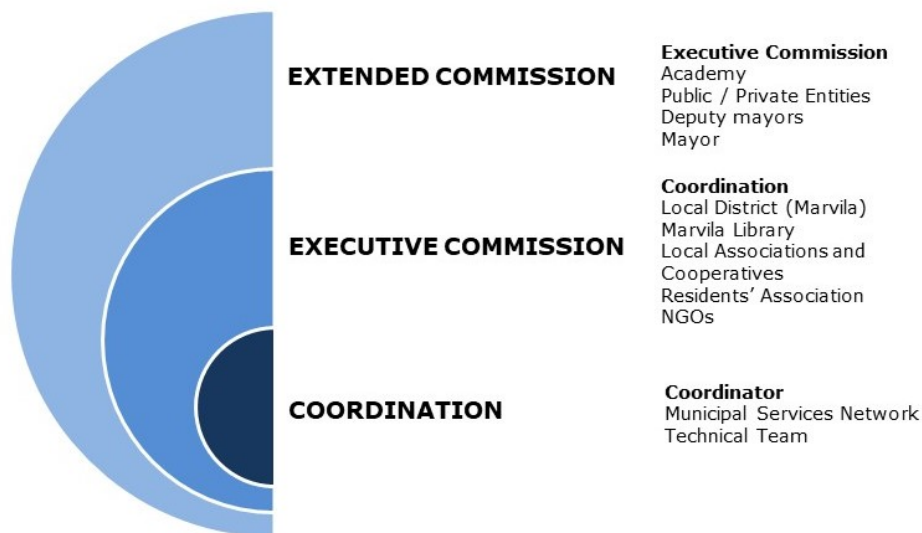 EXTENDED COMMISSION
Executive Commission
Academy
Public / Private Entities
Deputy mayors
Mayor
EXECUTIVE COMMISSION
Coordination
Local District (Marvila)
Marvila Library
Local Associations and
Cooperatives
Residents’ Association
NGOs
COORDINATION
Coordinator
Municipal Services Network
Technical Team